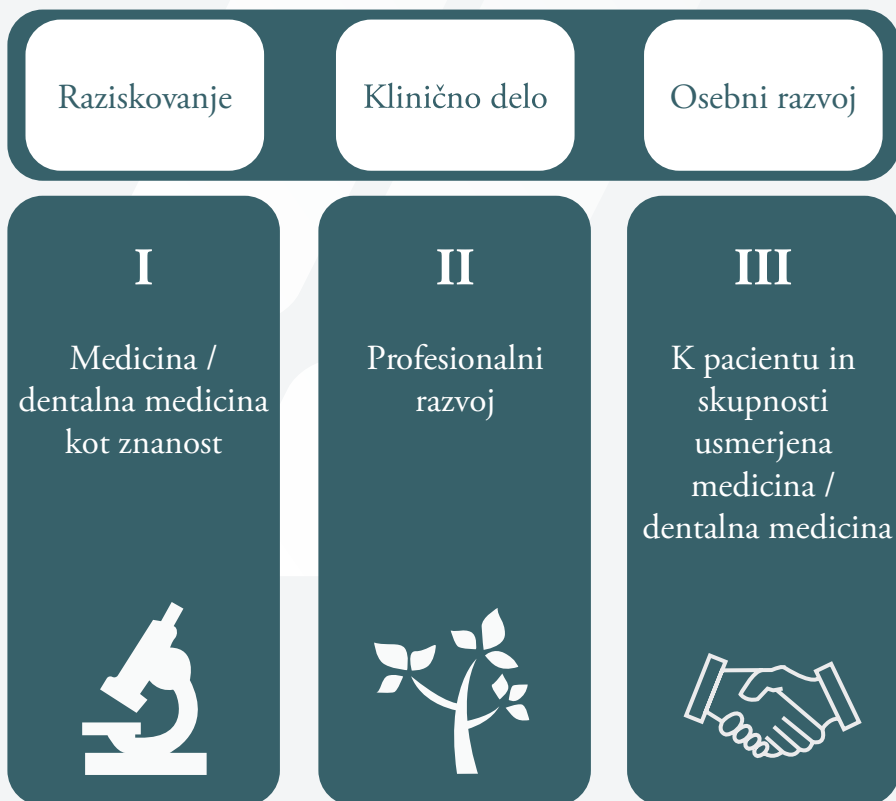 Raziskovanje
Klinično delo
Osebni razvoj
I
Medicina /
dentalna medicina
kot znanost
II
Profesionalni
razvoj
III
K pacientu in
skupnosti
usmerjena
medicina /
dentalna medicina